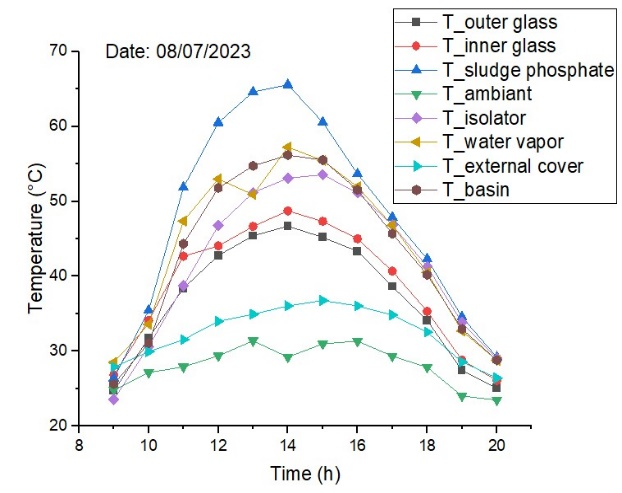 Date: 08/07/2023
T_outer glass
T_inner glass
T_sludge phosphate
T_ambiant
T_isolator
T_water vapor
T_external cover
T_basin
Temperature (°C)
70
60
50
40
30
20
8 10 12 14 16 18 20
Time (h)